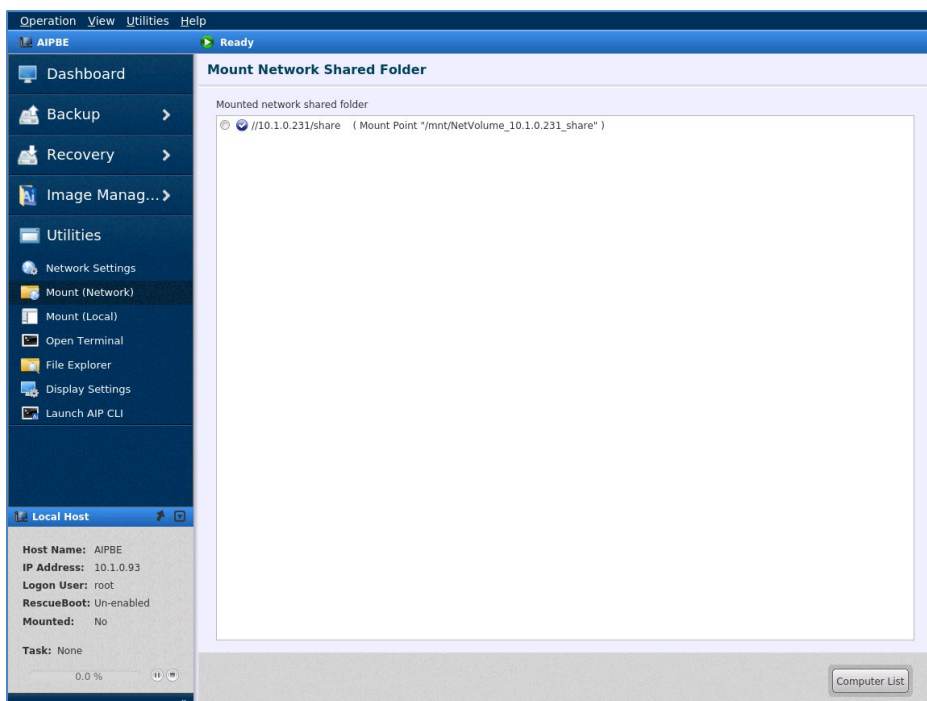 Operation View Utilities Help
AIPBE
Ready
Dashboard
Backup
Recovery
Image Manag...
Utilities
Network Settings
Mount (Network)
Mount (Local)
Open Terminal
File Explorer
Display Settings
Launch AIP CLI
Mount Network Shared Folder
Mounted network shared folder
//10.1.0.231/share ( Mount Point "/mnt/NetVolume_10.1.0.231_share" )
Local Host
Host Name: AIPBE
IP Address: 10.1.0.93
Logon User: root
RescueBoot: Un-enabled
Mounted: No
Task: None
0.0 %
Computer List